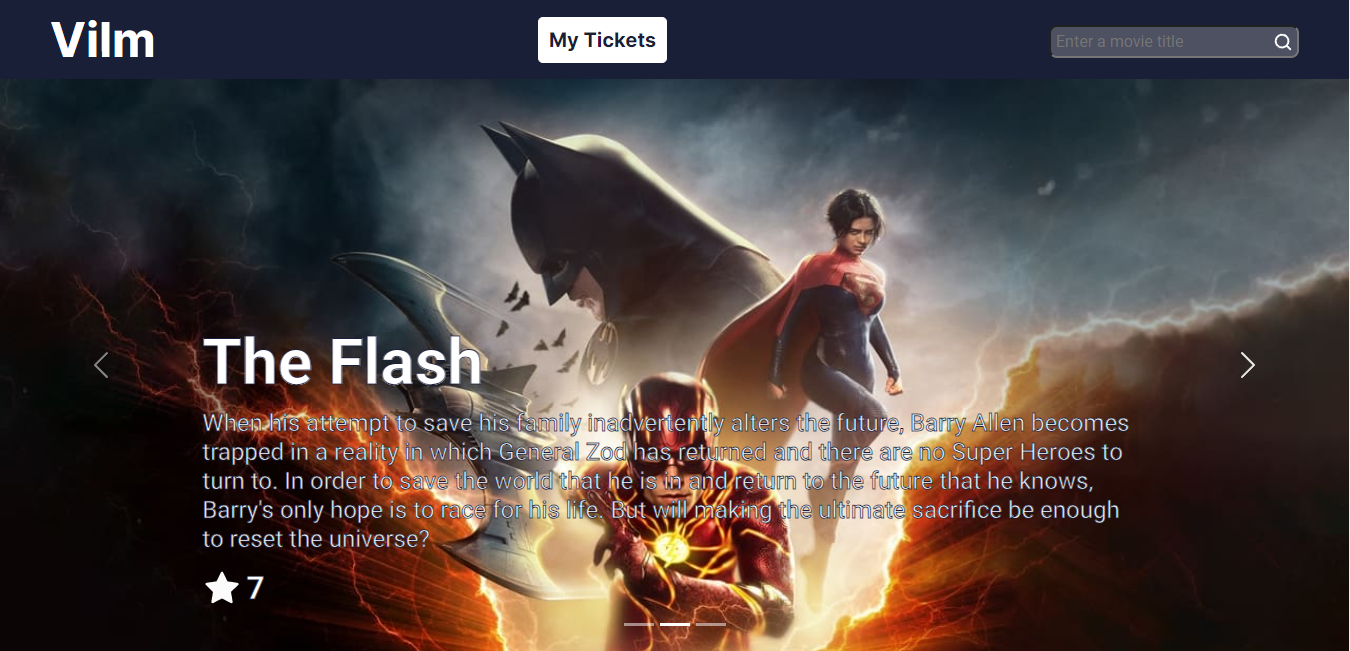 Vilm
My Tickets
Enter a movie title
The Flash
When his attempt to save his family inadvertently alters the future, Barry Allen becomes
trapped in a reality in which General Zod has returned and there are no Super Heroes to
turn to. In order to save the world that he is in and return to the future that he knows,
Barry's only hope is to race for his life. But will making the ultimate sacrifice be enough
to reset the universe?
7